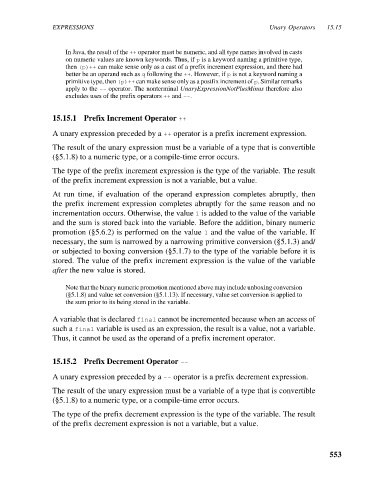 EXPRESSIONS Unary Operators 15.15
In Java, the result of the ++ operator must be numeric, and all type names involved in casts
on numeric values are known keywords. Thus, if p is a keyword naming a primitive type,
then (p)++ can make sense only as a cast of a prefix increment expression, and there had
better be an operand such as q following the ++. However, if p is not a keyword naming a
primitive type, then (p)++ can make sense only as a postfix increment of p. Similar remarks
apply to the -- operator. The nonterminal UnaryExpressionNotPlusMinus therefore also
excludes uses of the prefix operators ++ and --.
15.15.1 Prefix Increment Operator ++
A unary expression preceded by a ++ operator is a prefix increment expression.
The result of the unary expression must be a variable of a type that is convertible
(§5.1.8) to a numeric type, or a compile-time error occurs.
The type of the prefix increment expression is the type of the variable. The result
of the prefix increment expression is not a variable, but a value.
At run time, if evaluation of the operand expression completes abruptly, then
the prefix increment expression completes abruptly for the same reason and no
incrementation occurs. Otherwise, the value 1 is added to the value of the variable
and the sum is stored back into the variable. Before the addition, binary numeric
promotion (§5.6.2) is performed on the value 1 and the value of the variable. If
necessary, the sum is narrowed by a narrowing primitive conversion (§5.1.3) and/
or subjected to boxing conversion (§5.1.7) to the type of the variable before it is
stored. The value of the prefix increment expression is the value of the variable
after the new value is stored.
Note that the binary numeric promotion mentioned above may include unboxing conversion
(§5.1.8) and value set conversion (§5.1.13). If necessary, value set conversion is applied to
the sum prior to its being stored in the variable.
A variable that is declared final cannot be incremented because when an access of
such a final variable is used as an expression, the result is a value, not a variable.
Thus, it cannot be used as the operand of a prefix increment operator.
15.15.2 Prefix Decrement Operator --
A unary expression preceded by a -- operator is a prefix decrement expression.
The result of the unary expression must be a variable of a type that is convertible
(§5.1.8) to a numeric type, or a compile-time error occurs.
The type of the prefix decrement expression is the type of the variable. The result
of the prefix decrement expression is not a variable, but a value.
553